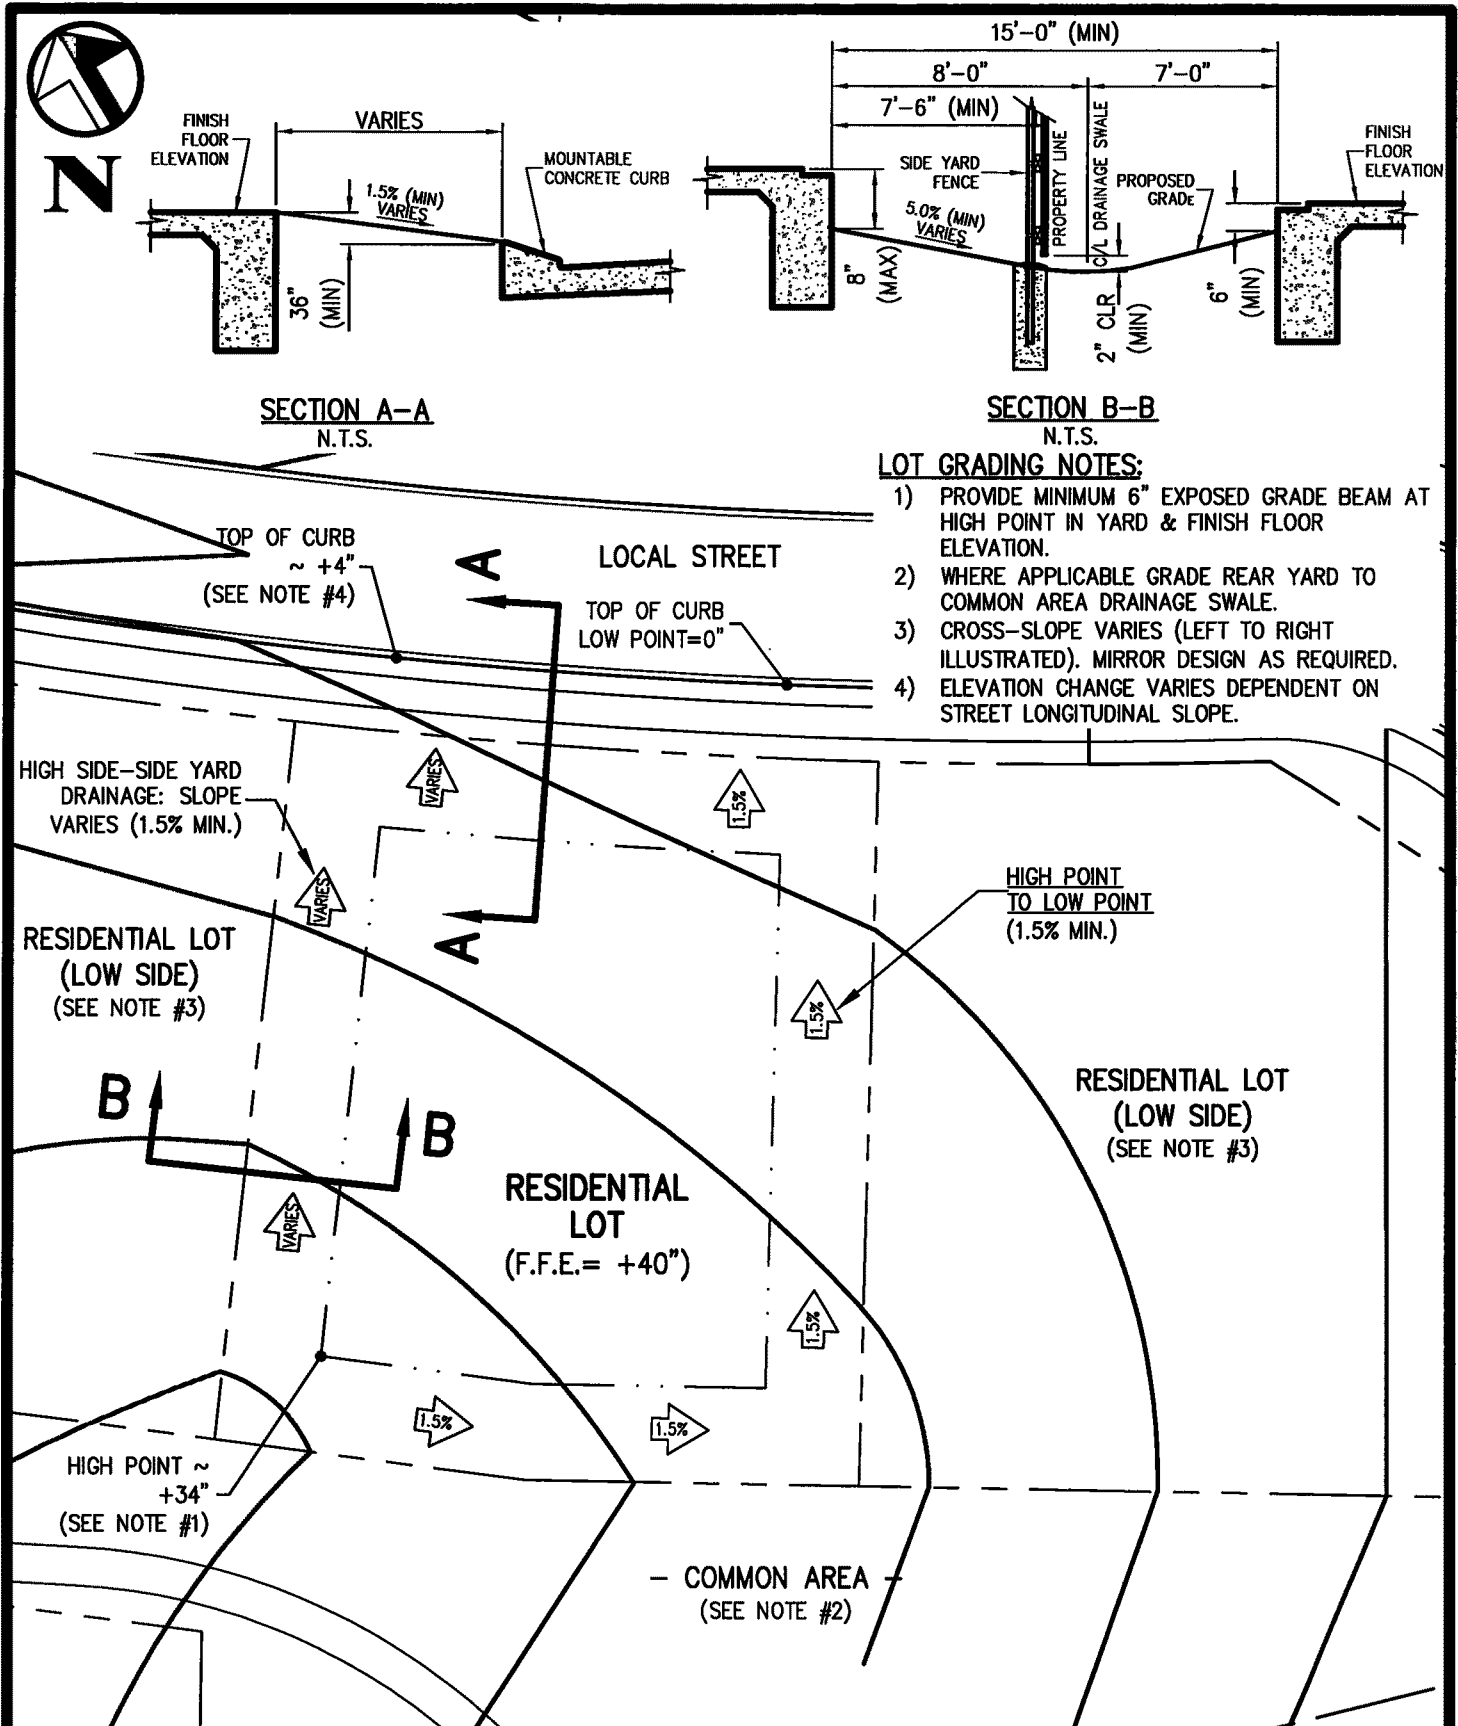 N
FINISH
FLOOR
ELEVATION
VARIES
1.5% (MIN)
VARIES
MOUNTABLE
CONCRETE CURB
36"
(MIN)
SECTION A-A
N.T.S.
15'-0" (MIN)
8'-0"
7'-0"
7'-6" (MIN)
SIDE YARD
FENCE
PROPERTY LINE
C/L DRAINAGE SWALE
PROPOSED
GRADE
FINISH
FLOOR
ELEVATION
5.0% (MIN)
VARIES
8"
(MAX)
2" CLR
(MIN)
6"
(MIN)
SECTION B-B
N.T.S.
LOT GRADING NOTES:
1) PROVIDE MINIMUM 6" EXPOSED GRADE BEAM AT
HIGH POINT IN YARD & FINISH FLOOR
ELEVATION.
2) WHERE APPLICABLE GRADE REAR YARD TO
COMMON AREA DRAINAGE SWALE.
3) CROSS-SLOPE VARIES (LEFT TO RIGHT
ILLUSTRATED). MIRROR DESIGN AS REQUIRED.
4) ELEVATION CHANGE VARIES DEPENDENT ON
STREET LONGITUDINAL SLOPE.
TOP OF CURB
~ +4"
(SEE NOTE #4)
A
LOCAL STREET
TOP OF CURB
LOW POINT=0"
HIGH SIDE-SIDE YARD
DRAINAGE: SLOPE
VARIES (1.5% MIN.)
VARIES
1.5%
VARIES
A
HIGH POINT
TO LOW POINT
(1.5% MIN.)
RESIDENTIAL LOT
(LOW SIDE)
(SEE NOTE #3)
1.5%
B
B
RESIDENTIAL LOT
(LOW SIDE)
(SEE NOTE #3)
RESIDENTIAL
LOT
(F.F.E.= +40")
VARIES
1.5%
1.5%
1.5%
HIGH POINT ~
+34"
(SEE NOTE #1)
- COMMON AREA -
(SEE NOTE #2)